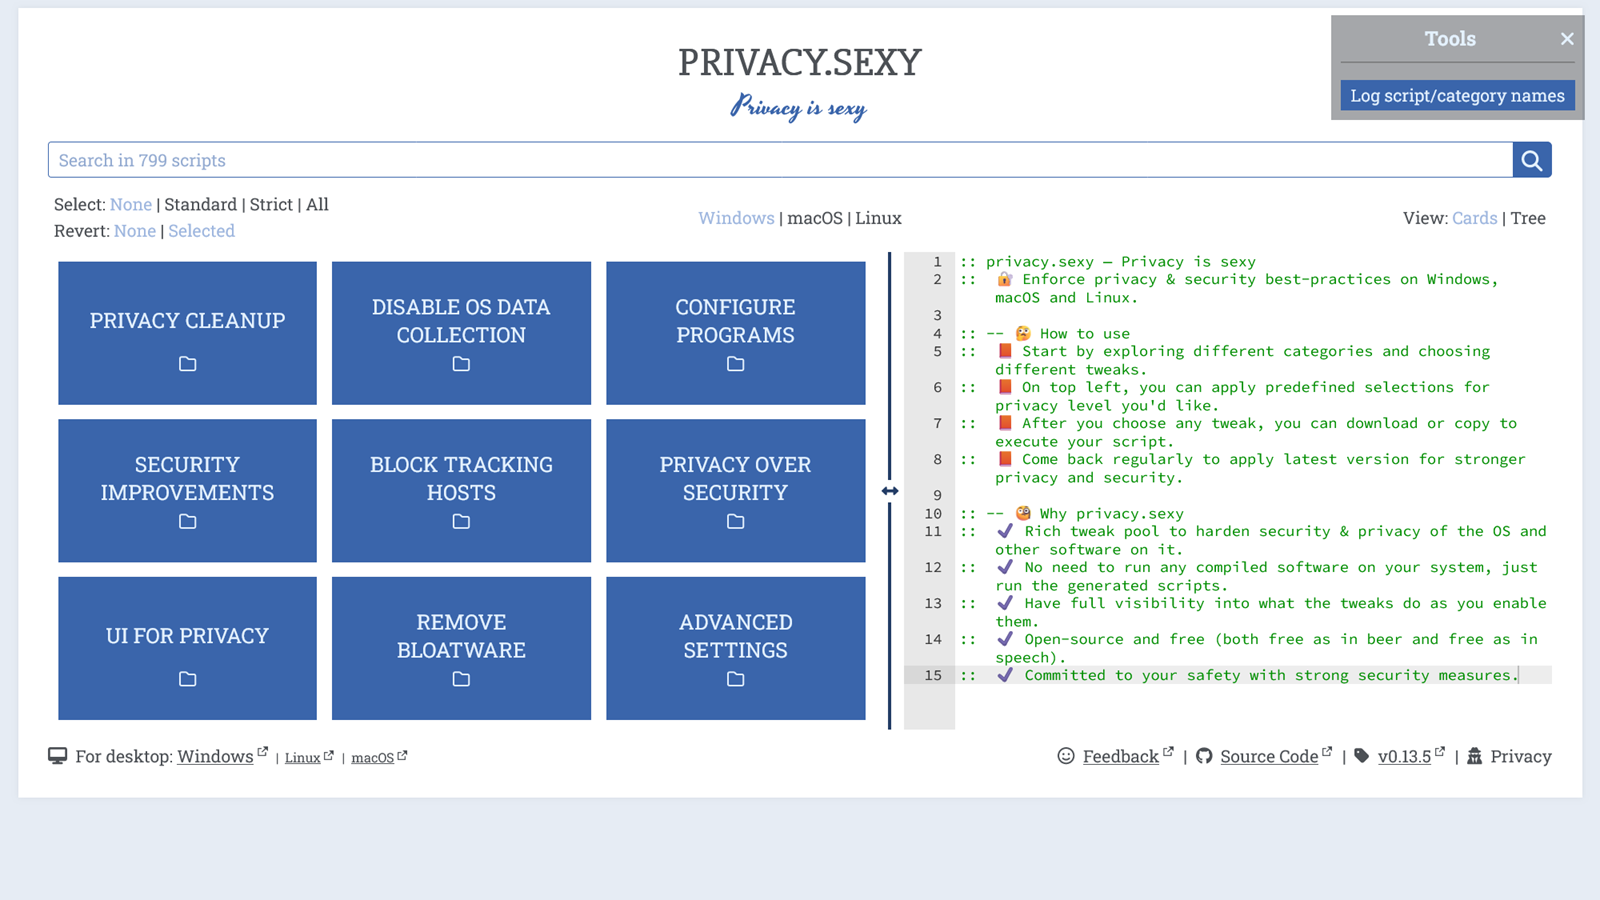 PRIVACY.SEXY
Privacy is sexy
Tools
Log script/category names
Search in 799 scripts
Select: None | Standard | Strict | All
Revert: None | Selected
Windows | macOS | Linux
View: Cards | Tree
PRIVACY CLEANUP
DISABLE OS DATA
COLLECTION
CONFIGURE
PROGRAMS
SECURITY
IMPROVEMENTS
BLOCK TRACKING
HOSTS
PRIVACY OVER
SECURITY
UI FOR PRIVACY
REMOVE
BLOATWARE
ADVANCED
SETTINGS
1 :: privacy.sexy — Privacy is sexy
2 :: 🔐 Enforce privacy & security best-practices on Windows,
macOS and Linux.
3
4 :: -- 🤔 How to use
5 :: 📕 Start by exploring different categories and choosing
different tweaks.
6 :: 📕 On top left, you can apply predefined selections for
privacy level you'd like.
7 :: 📕 After you choose any tweak, you can download or copy to
execute your script.
8 :: 📕 Come back regularly to apply latest version for stronger
privacy and security.
9
10 :: -- 🧐 Why privacy.sexy
11 :: ✔ Rich tweak pool to harden security & privacy of the OS and
other software on it.
12 :: ✔ No need to run any compiled software on your system, just
run the generated scripts.
13 :: ✔ Have full visibility into what the tweaks do as you enable
them.
14 :: ✔ Open-source and free (both free as in beer and free as in
speech).
15 :: ✔ Committed to your safety with strong security measures.
For desktop: Windows | Linux | macOS
Feedback | Source Code | v0.13.5 | Privacy